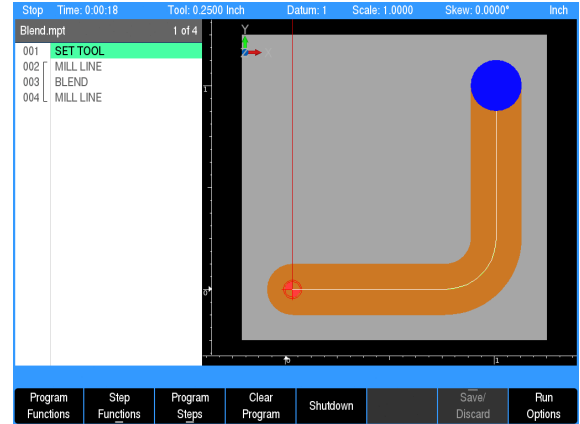 Stop Time: 0:00:18 Tool: 0.2500 Inch Datum: 1 Scale: 1.0000 Skew: 0.0000° Inch
Blend.mpt 1 of 4
001 SET TOOL
002 MILL LINE
003 BLEND
004 MILL LINE
Y
X
1
0
0
1
Program Functions
Step Functions
Program Steps
Clear Program
Shutdown
Save/ Discard
Run Options